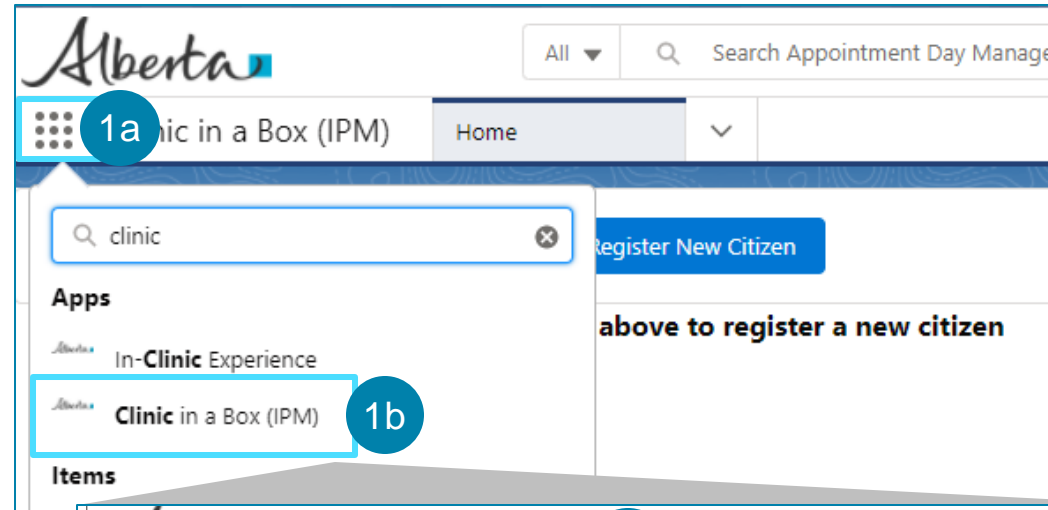 Alberta
All Search Appointment Day Manage
1a nic in a Box (IPM) Home
clinic
Register New Citizen
Apps
above to register a new citizen
In-Clinic Experience
Clinic in a Box (IPM) 1b
Items